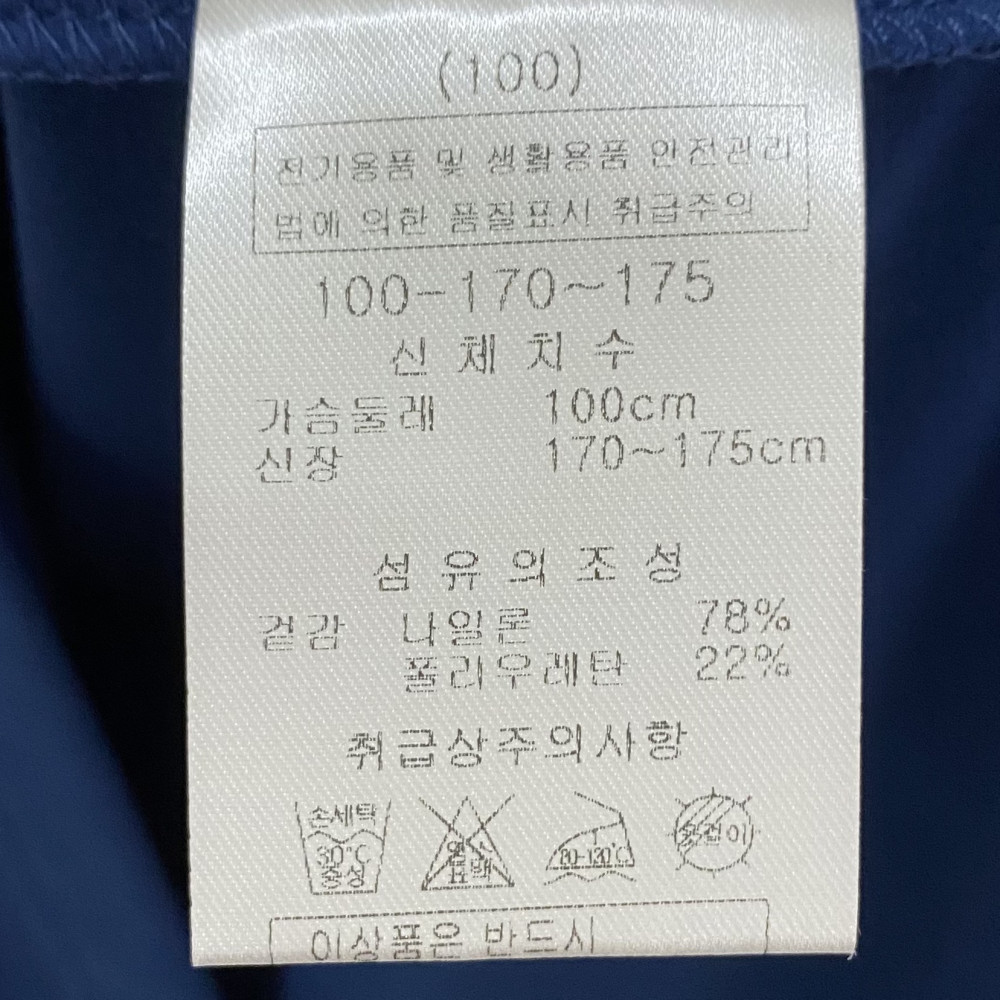 (100)
전기용품 및 생활용품 안전관리
법에 의한 품질표시 취급주의
100-170~175
신체치수
가슴둘레 100cm
신장 170~175cm
섬유의조성
겉감 나일론 78%
폴리우레탄 22%
취급상주의사항
손세탁
30°C
중성
염소
표백
80-130°C
옷걸이
이상품은 반드시